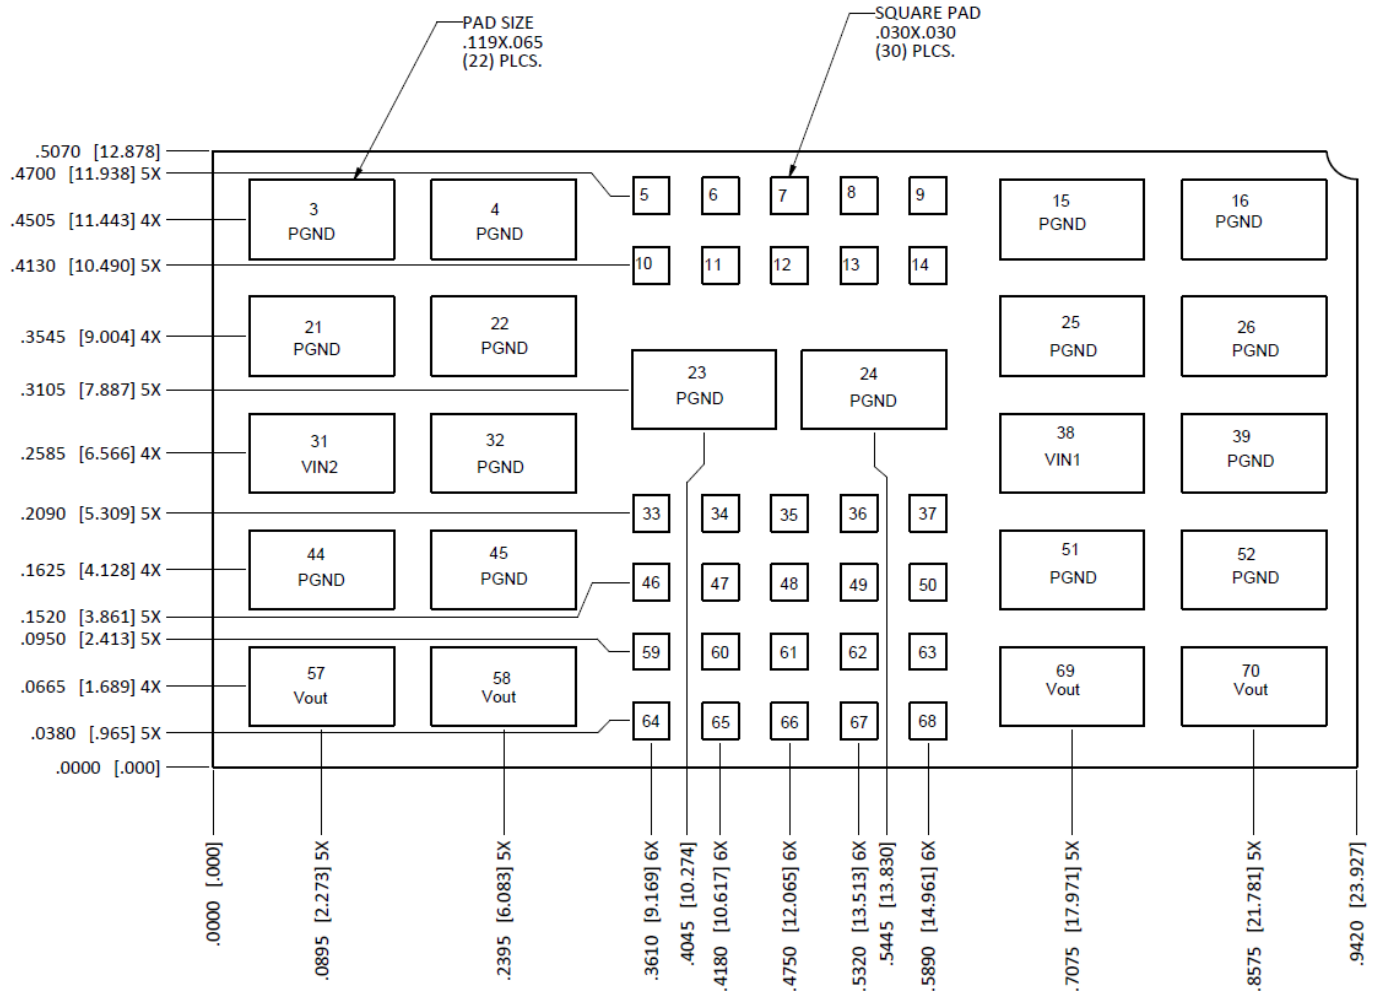 PAD SIZE
.119X.065
(22) PLCS.
SQUARE PAD
.030X.030
(30) PLCS.
.5070 [12.878]
.4700 [11.938] 5X
.4505 [11.443] 4X
.4130 [10.490] 5X
.3545 [9.004] 4X
.3105 [7.887] 5X
.2585 [6.566] 4X
.2090 [5.309] 5X
.1625 [4.128] 4X
.1520 [3.861] 5X
.0950 [2.413] 5X
.0665 [1.689] 4X
.0380 [.965] 5X
.0000 [.000]
3
PGND
4
PGND
5
6
7
8
9
15
PGND
16
PGND
10
11
12
13
14
21
PGND
22
PGND
23
PGND
24
PGND
25
PGND
26
PGND
31
VIN2
32
PGND
38
VIN1
39
PGND
33
34
35
36
37
44
PGND
45
PGND
46
47
48
49
50
51
PGND
52
PGND
57
Vout
58
Vout
59
60
61
62
63
69
Vout
70
Vout
64
65
66
67
68
.0000 [.000]
.0895 [2.273] 5X
.2395 [6.083] 5X
.3610 [9.169] 6X
.4045 [10.274]
.4180 [10.617] 6X
.4750 [12.065] 6X
.5320 [13.513] 6X
.5445 [13.830]
.5890 [14.961] 6X
.7075 [17.971] 5X
.8575 [21.781] 5X
.9420 [23.927]